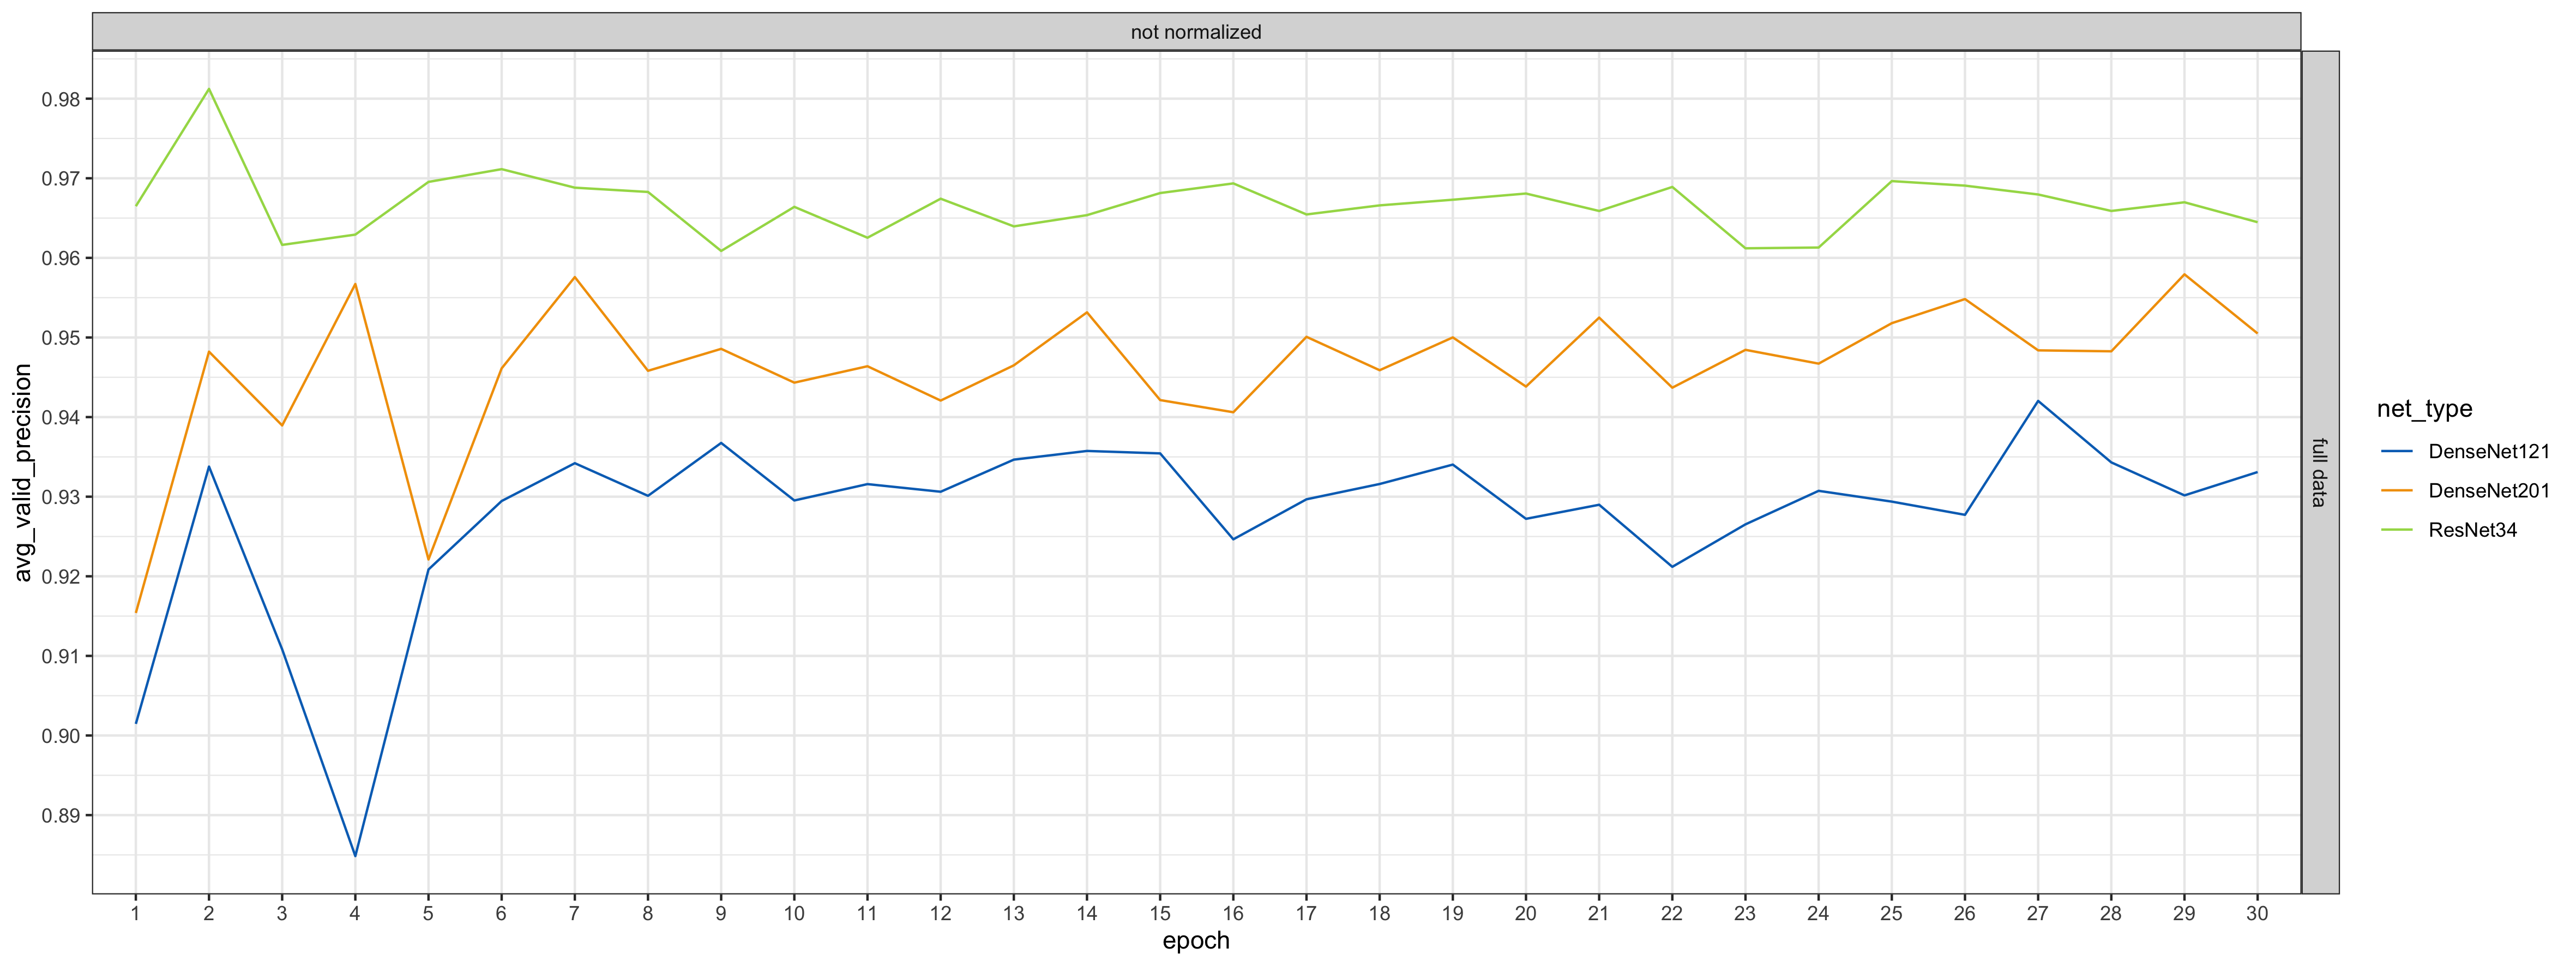 not normalized
0.98
0.97
0.96
0.95
0.94
0.93
0.92
0.91
0.90
0.89
avg_valid_precision
full data
1 2 3 4 5 6 7 8 9 10 11 12 13 14 15 16 17 18 19 20 21 22 23 24 25 26 27 28 29 30
epoch
net_type
DenseNet121
DenseNet201
ResNet34